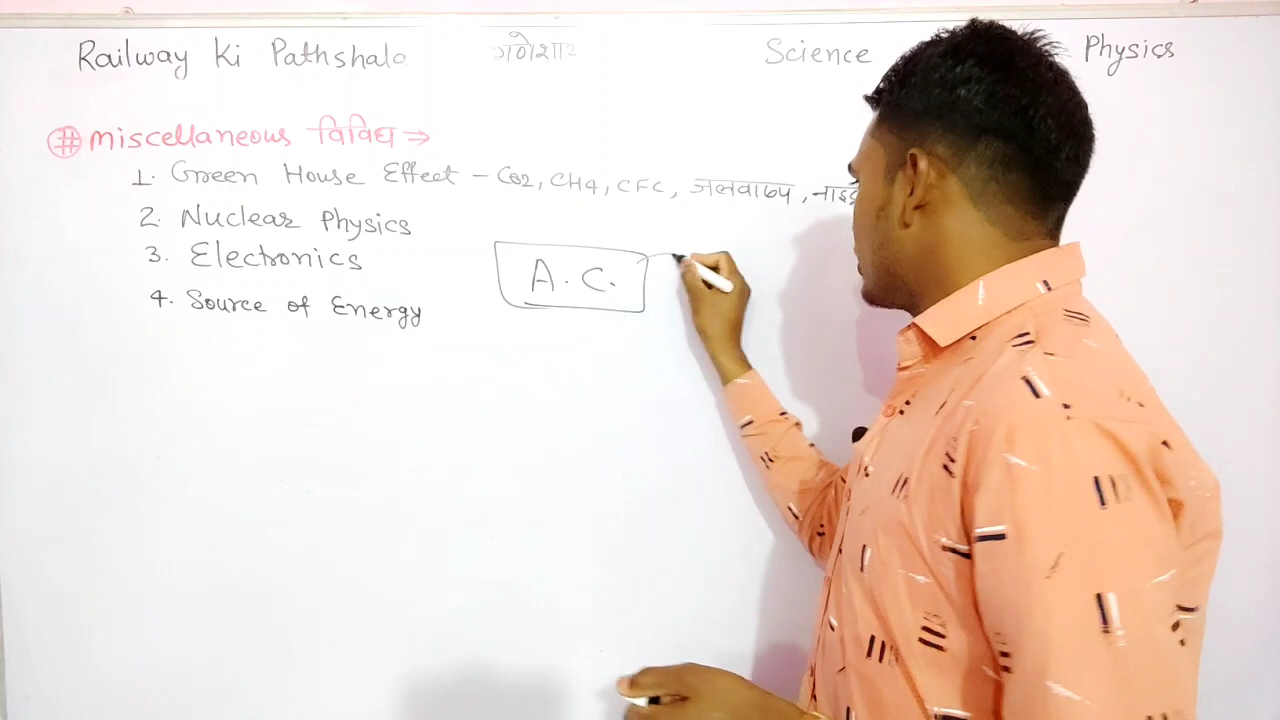 Railway Ki Pathshala गणेशाय Science Physics
# miscellaneous विविध →
1. Green House Effect - CO2, CH4, CFC, जलवाष्प,
2. Nuclear Physics
3. Electronics
A.C.
4. Source of Energy